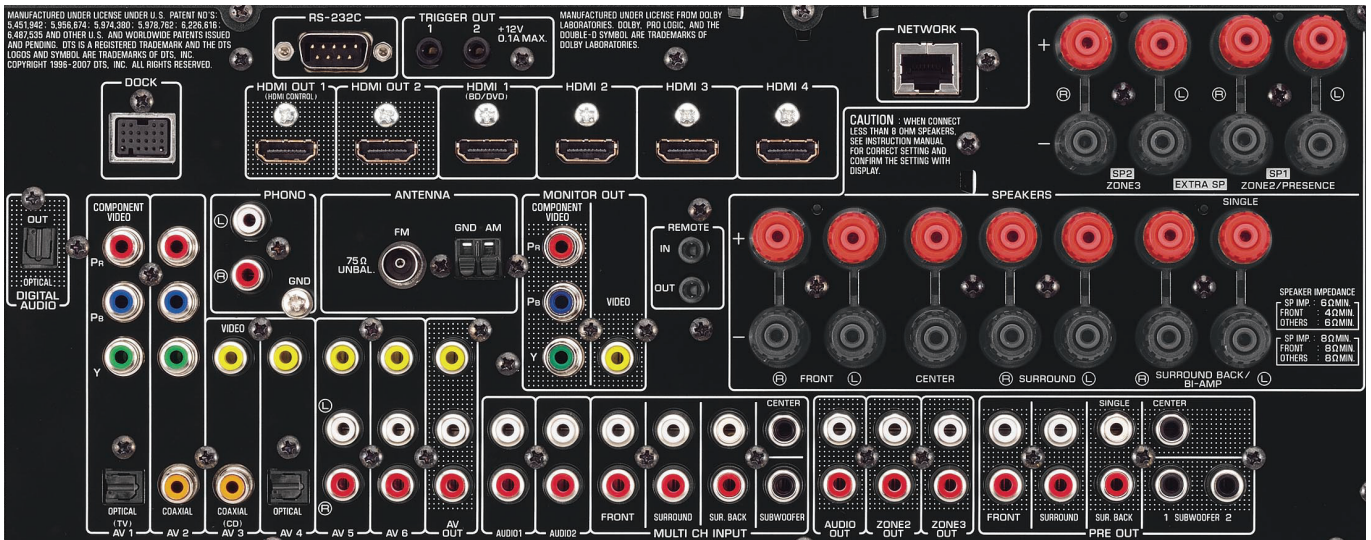 MANUFACTURED UNDER LICENSE UNDER U.S. PATENT NO'S:
5,451,942; 5,956,674; 5,974,380; 5,978,762; 6,226,616;
6,487,535 AND OTHER U.S. AND WORLDWIDE PATENTS ISSUED
AND PENDING. DTS IS A REGISTERED TRADEMARK AND THE DTS
LOGOS AND SYMBOL ARE TRADEMARKS OF DTS, INC.
COPYRIGHT 1996-2007 DTS, INC. ALL RIGHTS RESERVED.
RS-232C
TRIGGER OUT
1 2
+12V
0.1A MAX.
MANUFACTURED UNDER LICENSE FROM DOLBY
LABORATORIES. DOLBY, PRO LOGIC, AND THE
DOUBLE-D SYMBOL ARE TRADEMARKS OF
DOLBY LABORATORIES.
NETWORK
DOCK
HDMI OUT 1
(HDMI CONTROL)
HDMI OUT 2
HDMI 1
(BD/DVD)
HDMI 2
HDMI 3
HDMI 4
CAUTION : WHEN CONNECT
LESS THAN 8 OHM SPEAKERS,
SEE INSTRUCTION MANUAL
FOR CORRECT SETTING AND
CONFIRM THE SETTING WITH
DISPLAY.
+
R L R L
−
SP2
ZONE3
EXTRA SP
SP1
ZONE2/PRESENCE
SPEAKERS
SINGLE
+
−
R FRONT L
CENTER
R SURROUND L
R SURROUND BACK/
BI-AMP L
SPEAKER IMPEDANCE
SP IMP. : 6ΩMIN.
FRONT : 4ΩMIN.
OTHERS : 6ΩMIN.
SP IMP. : 8ΩMIN.
FRONT : 8ΩMIN.
OTHERS : 8ΩMIN.
OUT
OPTICAL
DIGITAL
AUDIO
COMPONENT
VIDEO
PR
PB
Y
PHONO
L
R
GND
ANTENNA
FM
75Ω
UNBAL.
GND AM
MONITOR OUT
COMPONENT
VIDEO
PR
PB
Y
VIDEO
REMOTE
IN
OUT
VIDEO
L
R
OPTICAL
(TV)
AV 1
COAXIAL
AV 2
COAXIAL
(CD)
AV 3
OPTICAL
AV 4
AV 5
AV 6
AV
OUT
AUDIO1
AUDIO2
CENTER
FRONT
SURROUND
SUR. BACK
SUBWOOFER
MULTI CH INPUT
AUDIO
OUT
ZONE2
OUT
ZONE3
OUT
SINGLE
CENTER
FRONT
SURROUND
SUR. BACK
1 SUBWOOFER 2
PRE OUT